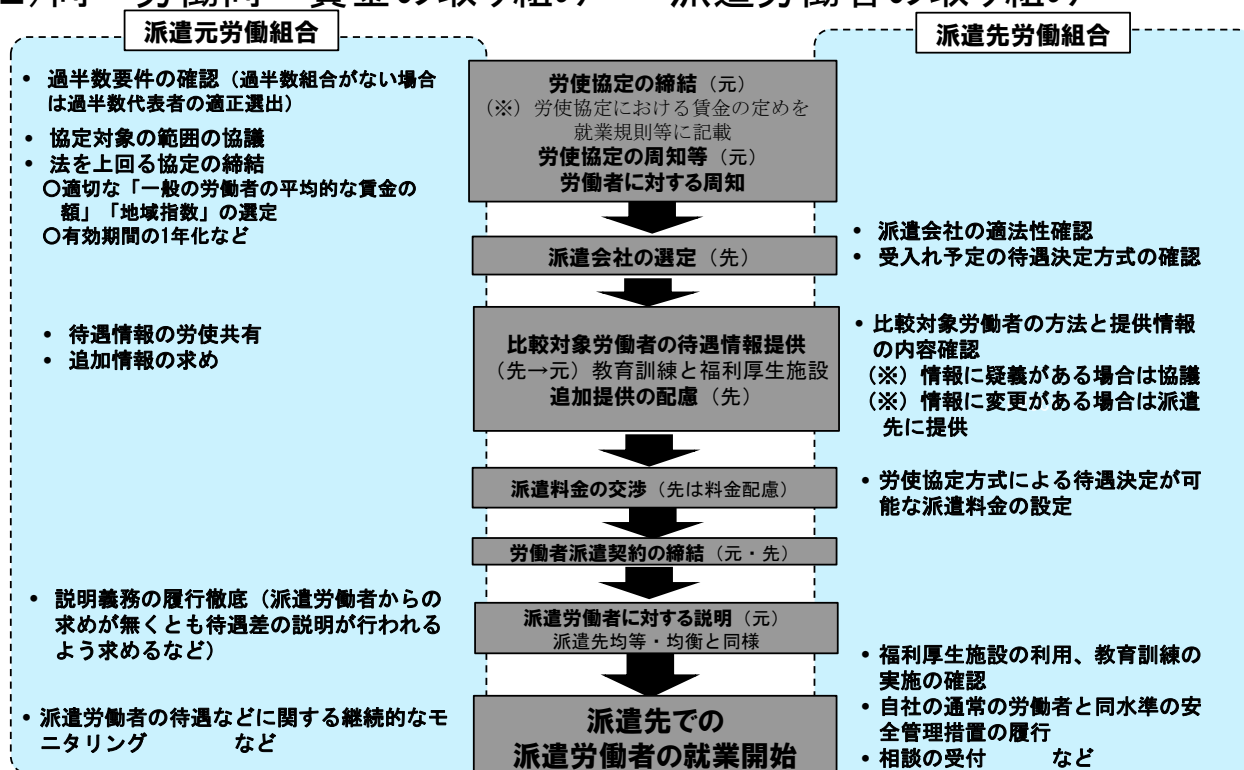 派遣元労働組合
• 過半数要件の確認（過半数組合がない場合
は過半数代表者の適正選出）
• 協定対象の範囲の協議
• 法を上回る協定の締結
〇適切な「一般の労働者の平均的な賃金の
額」「地域指数」の選定
〇有効期間の1年化など
• 待遇情報の労使共有
• 追加情報の求め
• 説明義務の履行徹底（派遣労働者からの
求めが無くとも待遇差の説明が行われる
よう求めるなど）
• 派遣労働者の待遇などに関する継続的なモ
ニタリング　　　　など
労使協定の締結（元）
（※）労使協定における賃金の定めを
就業規則等に記載
労使協定の周知等（元）
労働者に対する周知
派遣会社の選定（先）
比較対象労働者の待遇情報提供
（先→元）教育訓練と福利厚生施設
追加提供の配慮（先）
派遣料金の交渉（先は料金配慮）
労働者派遣契約の締結（元・先）
派遣労働者に対する説明（元）
派遣先均等・均衡と同様
派遣先での
派遣労働者の就業開始
派遣先労働組合
• 派遣会社の適法性確認
• 受入れ予定の待遇決定方式の確認
• 比較対象労働者の方法と提供情報
の内容確認
（※）情報に疑義がある場合は協議
（※）情報に変更がある場合は派遣
先に提供
• 労使協定方式による待遇決定が可
能な派遣料金の設定
• 福利厚生施設の利用、教育訓練の
実施の確認
• 自社の通常の労働者と同水準の安
全管理措置の履行
• 相談の受付　　　など